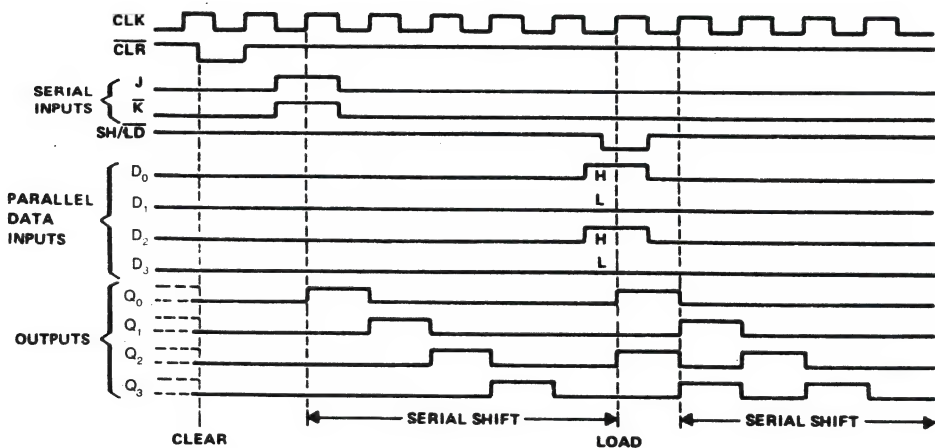 CLK
CLR
SERIAL
INPUTS
J
K
SH/LD
PARALLEL
DATA
INPUTS
D₀ H
D₁ L
D₂ H
D₃ L
OUTPUTS
Q₀
Q₁
Q₂
Q₃
SERIAL SHIFT SERIAL SHIFT
CLEAR LOAD